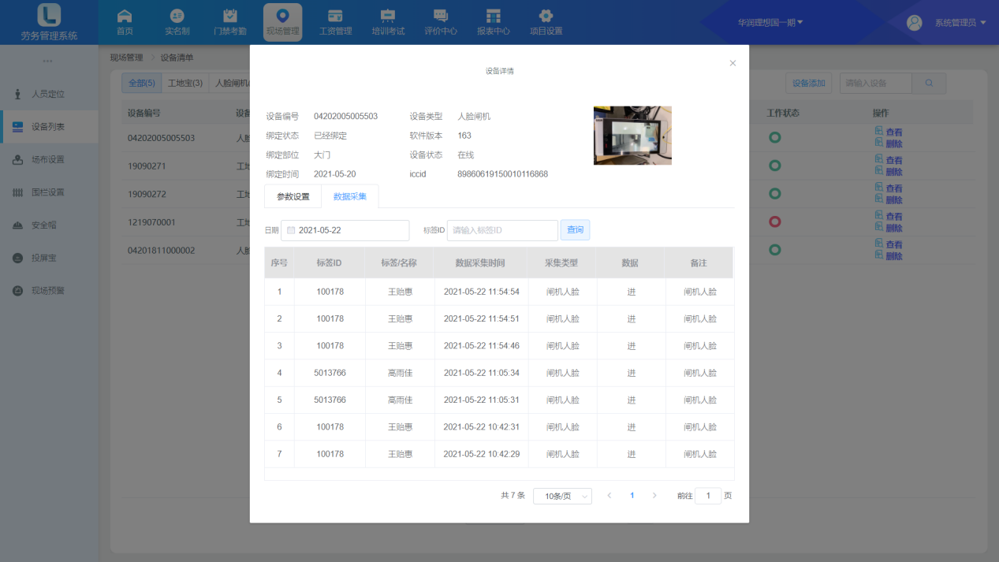 劳务管理系统
首页
实名制
门禁考勤
现场管理
工资管理
培训考试
评价中心
报表中心
项目设置
华润理想国一期
系统管理员
人员定位
设备列表
场布设置
围栏设置
安全帽
投屏宝
现场预警
现场管理 > 设备清单
全部(5) 工地宝(3) 人脸闸机
设备添加 请输入设备
设备编号 设备 工作状态 操作
04202005005503 人脸 查看 删除
19090271 工地 查看 删除
19090272 工地 查看 删除
1219070001 工地 查看 删除
04201811000002 人脸 查看 删除
设备详情
设备编号 04202005005503 设备类型 人脸闸机
绑定状态 已经绑定 软件版本 163
绑定部位 大门 设备状态 在线
绑定时间 2021-05-20 iccid 89860619150010116868
参数设置 数据采集
日期 2021-05-22 标签ID 请输入标签ID 查询
序号 标签ID 标签/名称 数据采集时间 采集类型 数据 备注
1 100178 王贻惠 2021-05-22 11:54:54 闸机人脸 进 闸机人脸
2 100178 王贻惠 2021-05-22 11:54:51 闸机人脸 进 闸机人脸
3 100178 王贻惠 2021-05-22 11:54:46 闸机人脸 进 闸机人脸
4 5013766 高雨佳 2021-05-22 11:05:34 闸机人脸 进 闸机人脸
5 5013766 高雨佳 2021-05-22 11:05:31 闸机人脸 进 闸机人脸
6 100178 王贻惠 2021-05-22 10:42:31 闸机人脸 进 闸机人脸
7 100178 王贻惠 2021-05-22 10:42:29 闸机人脸 进 闸机人脸
共 7 条 10条/页 < 1 > 前往 1 页